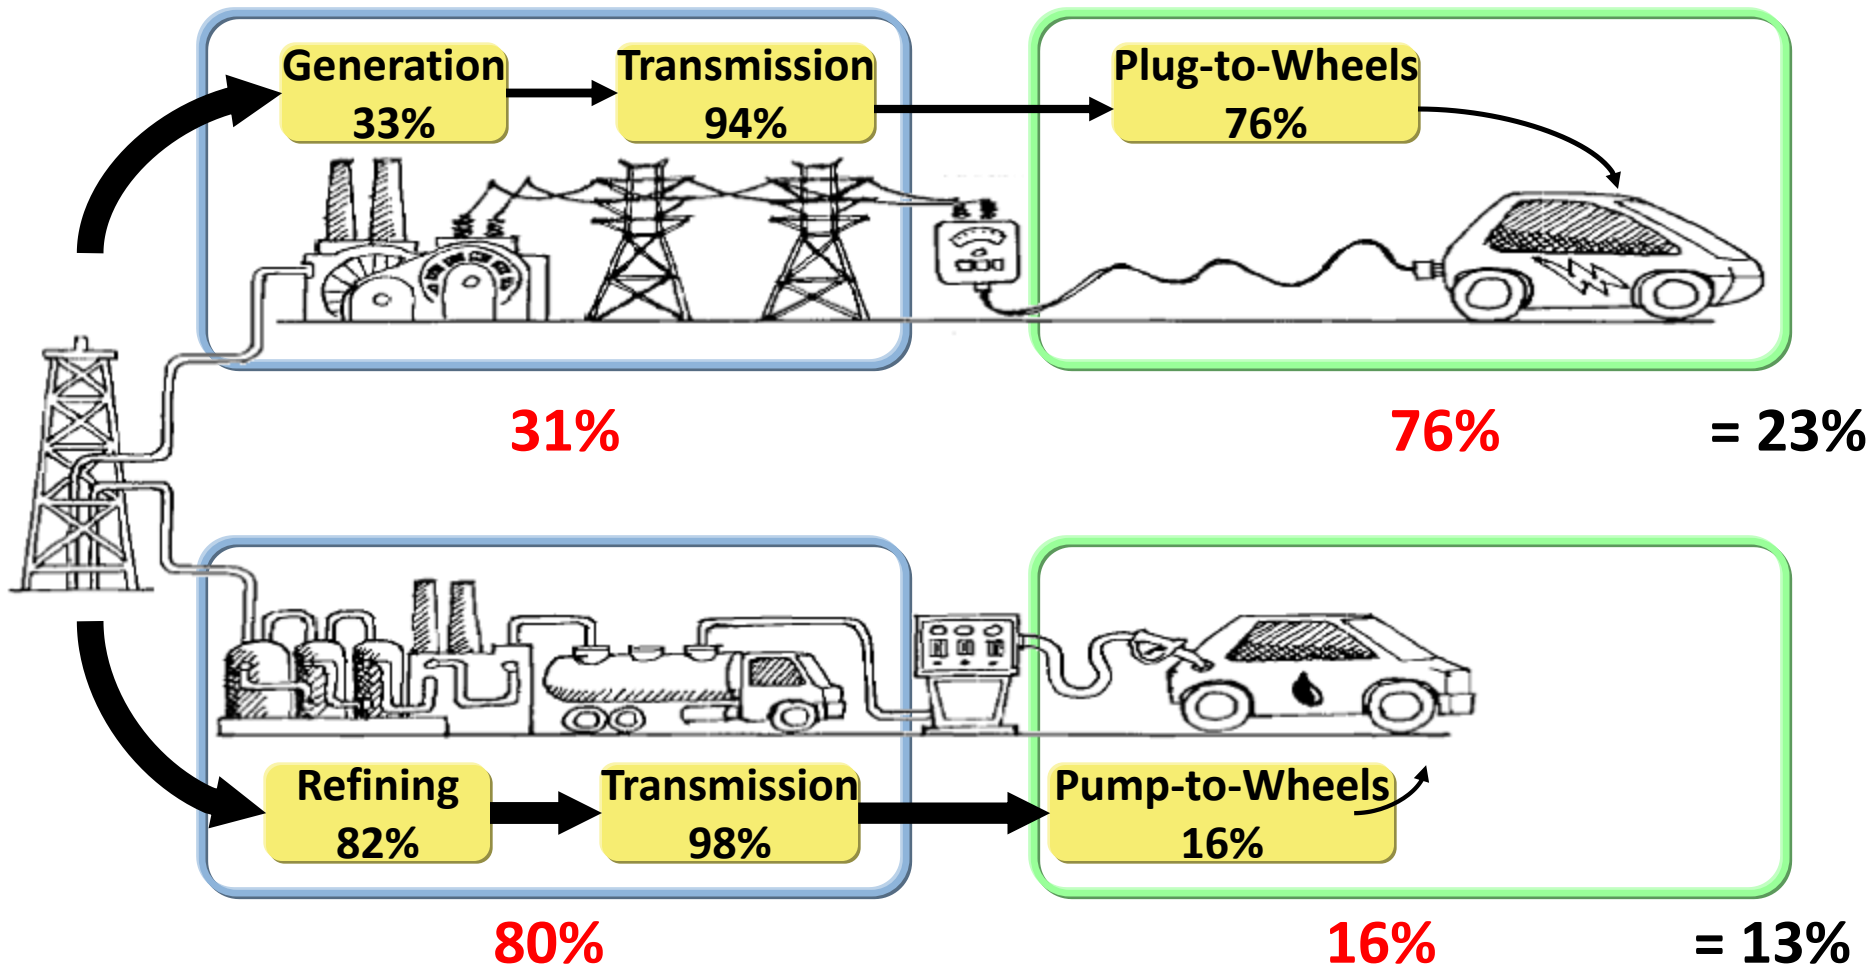 Generation
33%
Transmission
94%
Plug-to-Wheels
76%
31%
76%
= 23%
Refining
82%
Transmission
98%
Pump-to-Wheels
16%
80%
16%
= 13%